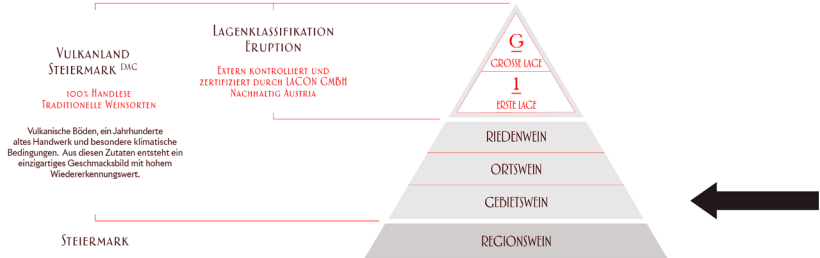 Vulkanland
Steiermark DAC
100% Handlese
Traditionelle Weinsorten
Vulkanische Böden, ein Jahrhunderte
altes Handwerk und besondere klimatische
Bedingungen. Aus diesen Zutaten entsteht ein
einzigartiges Geschmacksbild mit hohem
Wiedererkennungswert.
Steiermark
Lagenklassifikation
Eruption
Extern kontrolliert und
zertifiziert durch LACON GMBH
Nachhaltig Austria
G
GROSSE LAGE
1
ERSTE LAGE
RIEDENWEIN
ORTSWEIN
GEBIETSWEIN
REGIONSWEIN